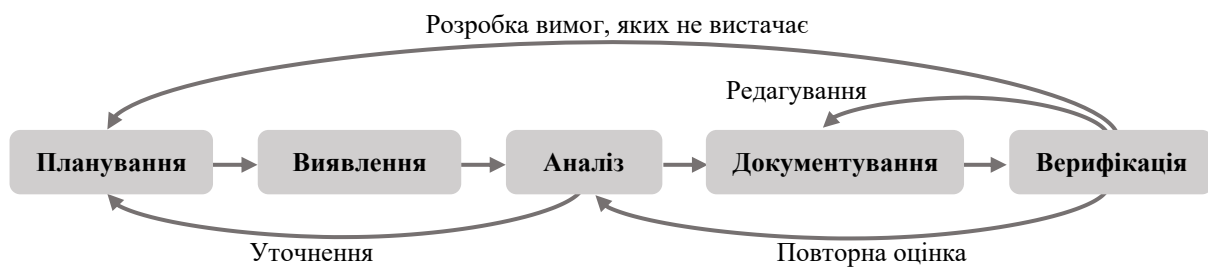 Розробка вимог, яких не вистачає
Редагування
Планування
Виявлення
Аналіз
Документування
Верифікація
Уточнення
Повторна оцінка